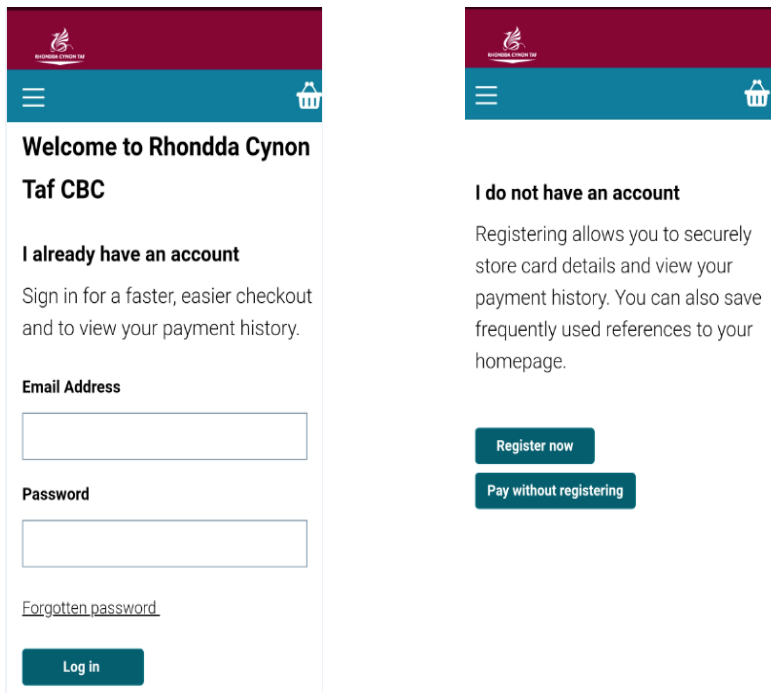 RHONDDA CYNON TAF
Welcome to Rhondda Cynon
Taf CBC
I already have an account
Sign in for a faster, easier checkout
and to view your payment history.
Email Address
Password
Forgotten password
Log in
RHONDDA CYNON TAF
I do not have an account
Registering allows you to securely
store card details and view your
payment history. You can also save
frequently used references to your
homepage.
Register now
Pay without registering